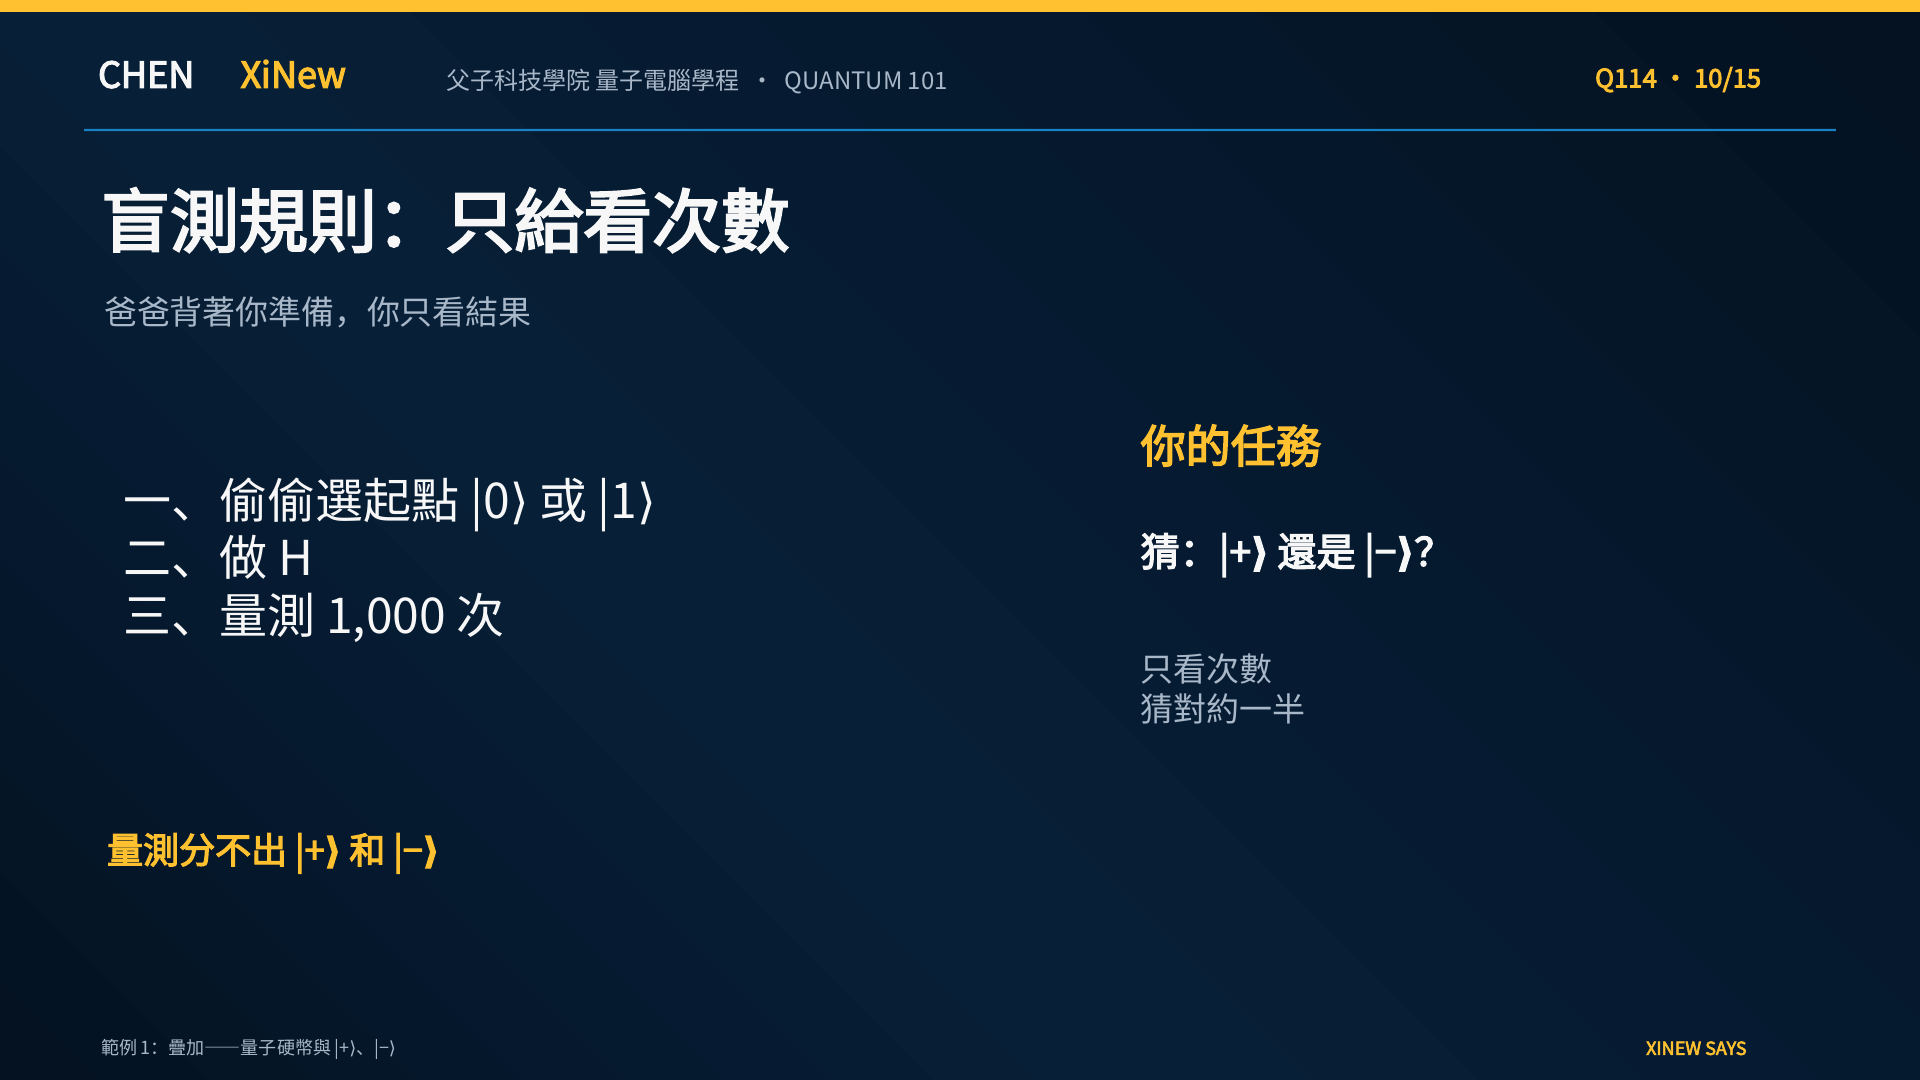 CHEN XiNew 父子科技學院 量子電腦學程 · QUANTUM 101 Q114 · 10/15
盲測規則：只給看次數
爸爸背著你準備，你只看結果
一、偷偷選起點 |0⟩ 或 |1⟩
二、做 H
三、量測 1,000 次
你的任務
猜：|+⟩ 還是 |−⟩？
只看次數
猜對約一半
量測分不出 |+⟩ 和 |−⟩
範例 1：疊加——量子硬幣與 |+⟩、|−⟩
XINEW SAYS